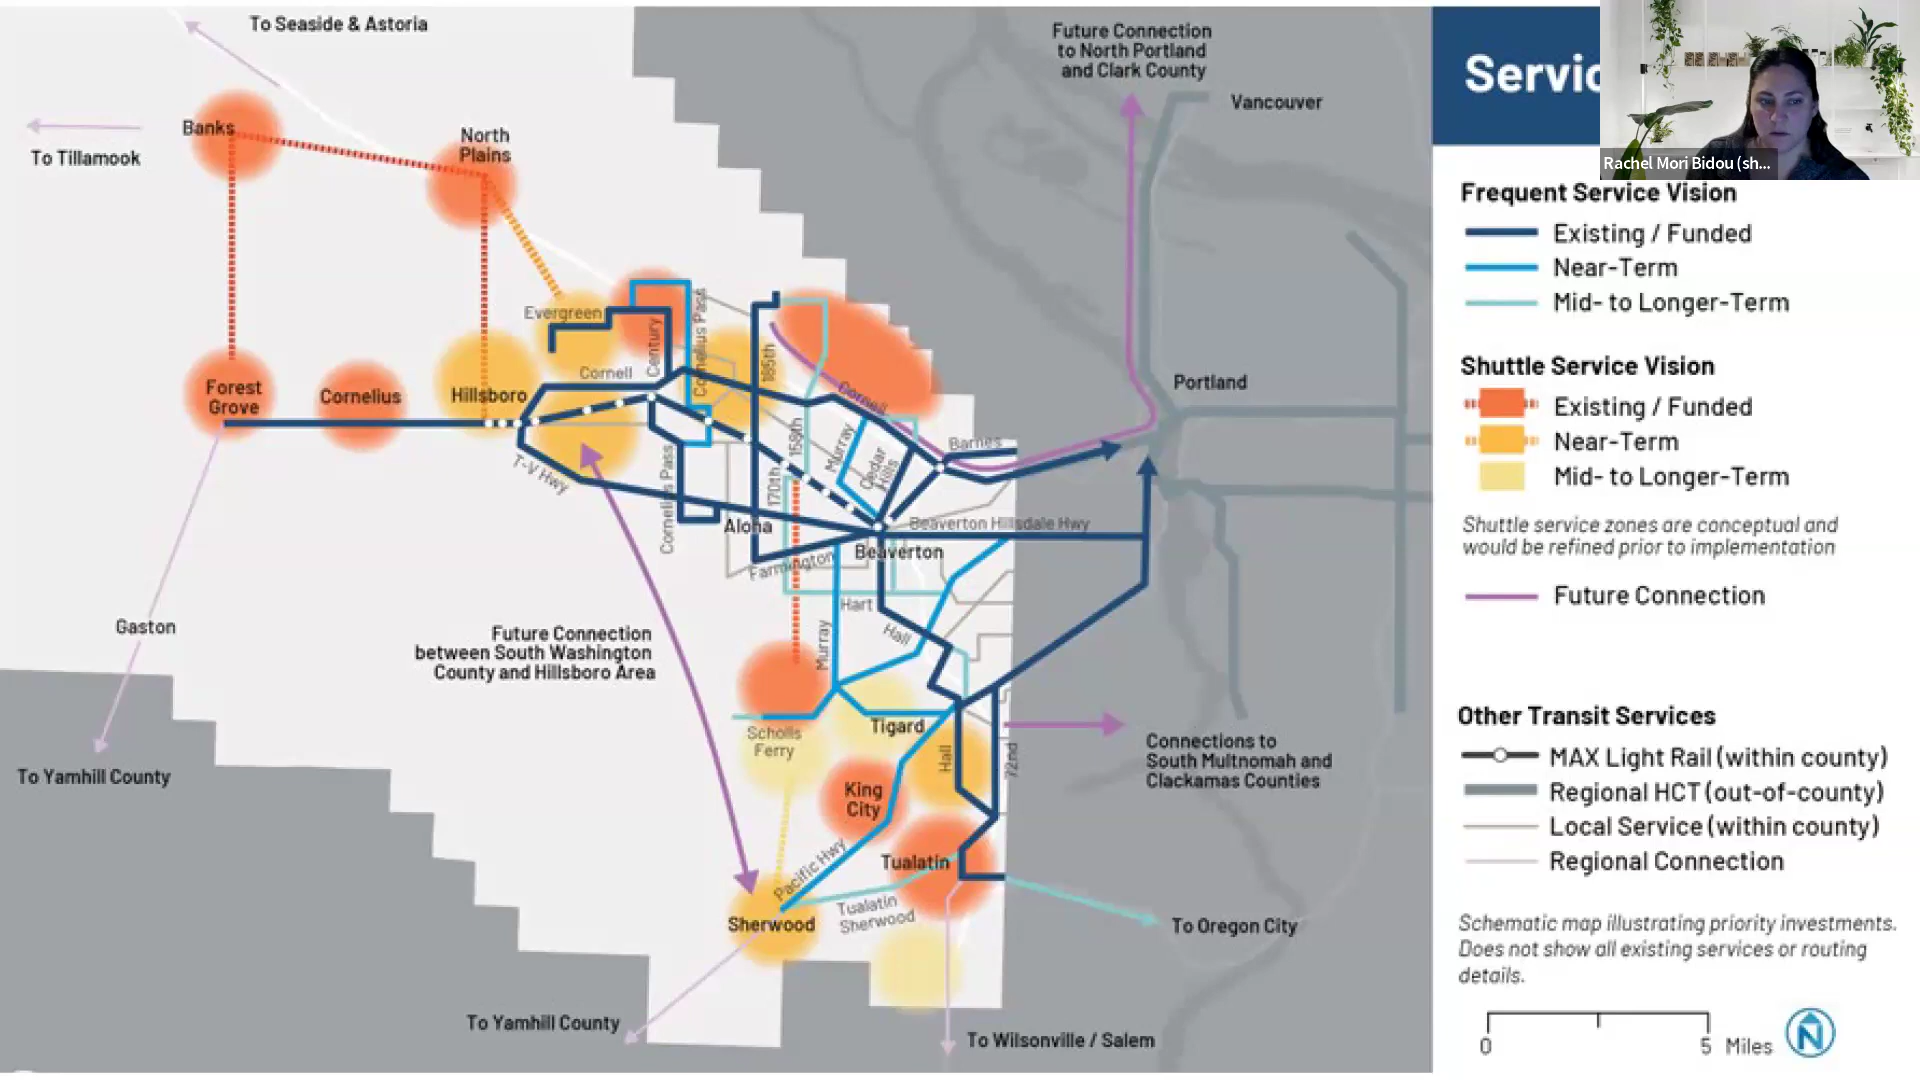 To Seaside & Astoria
Future Connection
to North Portland
and Clark County
Vancouver
Banks
To Tillamook
North
Plains
Evergreen
Century
Cornelius Pass
185th
Cornell
Cornell
Portland
Forest
Grove
Cornelius
Hillsboro
T-V Hwy
Cornelius Pass
170th
158th
Murray
Cedar
Hills
Barnes
Aloha
Beaverton Hillsdale Hwy
Beaverton
Farmington
Hart
Hall
Murray
Gaston
Future Connection
between South Washington
County and Hillsboro Area
To Yamhill County
Scholls
Ferry
Tigard
Hall
72nd
Connections to
South Multnomah and
Clackamas Counties
King
City
Pacific Hwy
Tualatin
Tualatin
Sherwood
Sherwood
To Oregon City
To Yamhill County
To Wilsonville / Salem
Rachel Mori Bidou (sh...
Frequent Service Vision
Existing / Funded
Near-Term
Mid- to Longer-Term
Shuttle Service Vision
Existing / Funded
Near-Term
Mid- to Longer-Term
Shuttle service zones are conceptual and
would be refined prior to implementation
Future Connection
Other Transit Services
MAX Light Rail (within county)
Regional HCT (out-of-county)
Local Service (within county)
Regional Connection
Schematic map illustrating priority investments.
Does not show all existing services or routing
details.
0 5 Miles
N